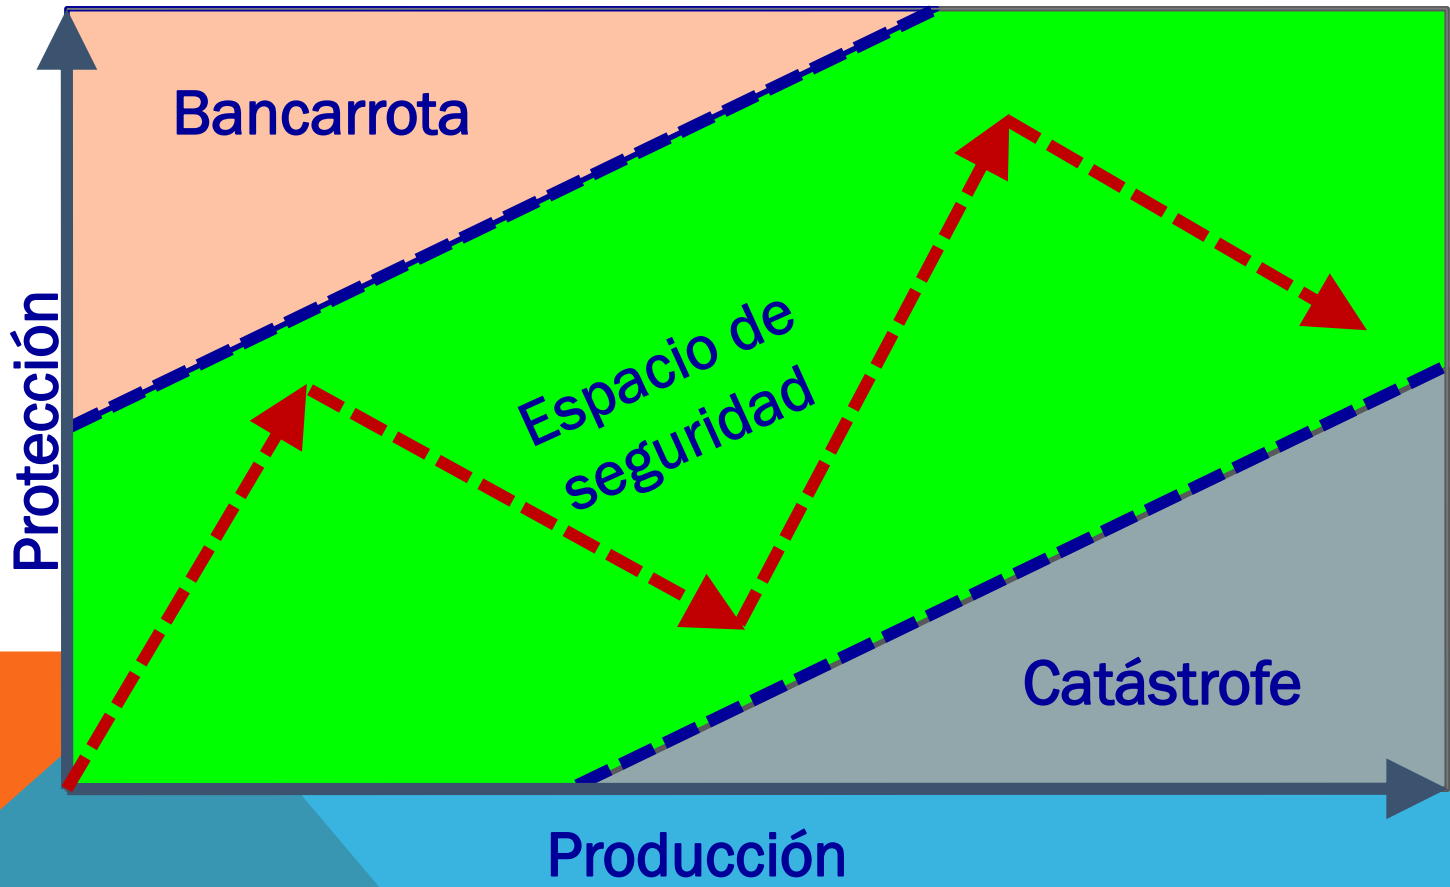 Bancarrota
Protección
Espacio de
seguridad
Catástrofe
Producción